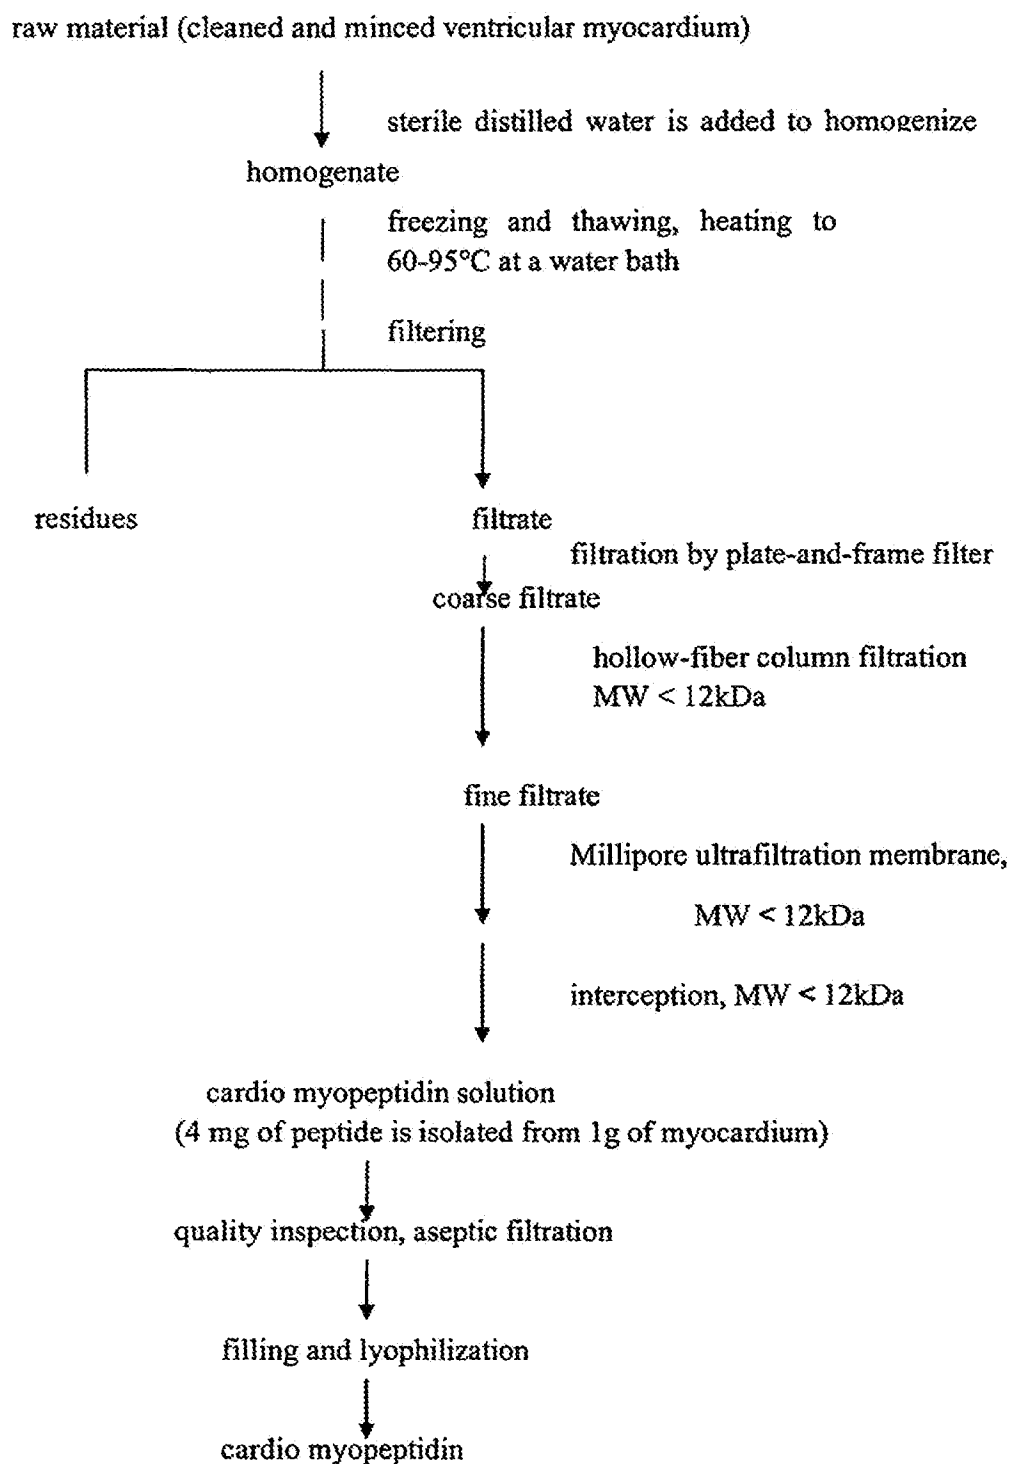 raw material (cleaned and minced ventricular myocardium)
sterile distilled water is added to homogenize
homogenate
freezing and thawing, heating to
60-95°C at a water bath
filtering
residues
filtrate
filtration by plate-and-frame filter
coarse filtrate
hollow-fiber column filtration
MW < 12kDa
fine filtrate
Millipore ultrafiltration membrane,
MW < 12kDa
interception, MW < 12kDa
cardio myopeptidin solution
(4 mg of peptide is isolated from 1g of myocardium)
quality inspection, aseptic filtration
filling and lyophilization
cardio myopeptidin